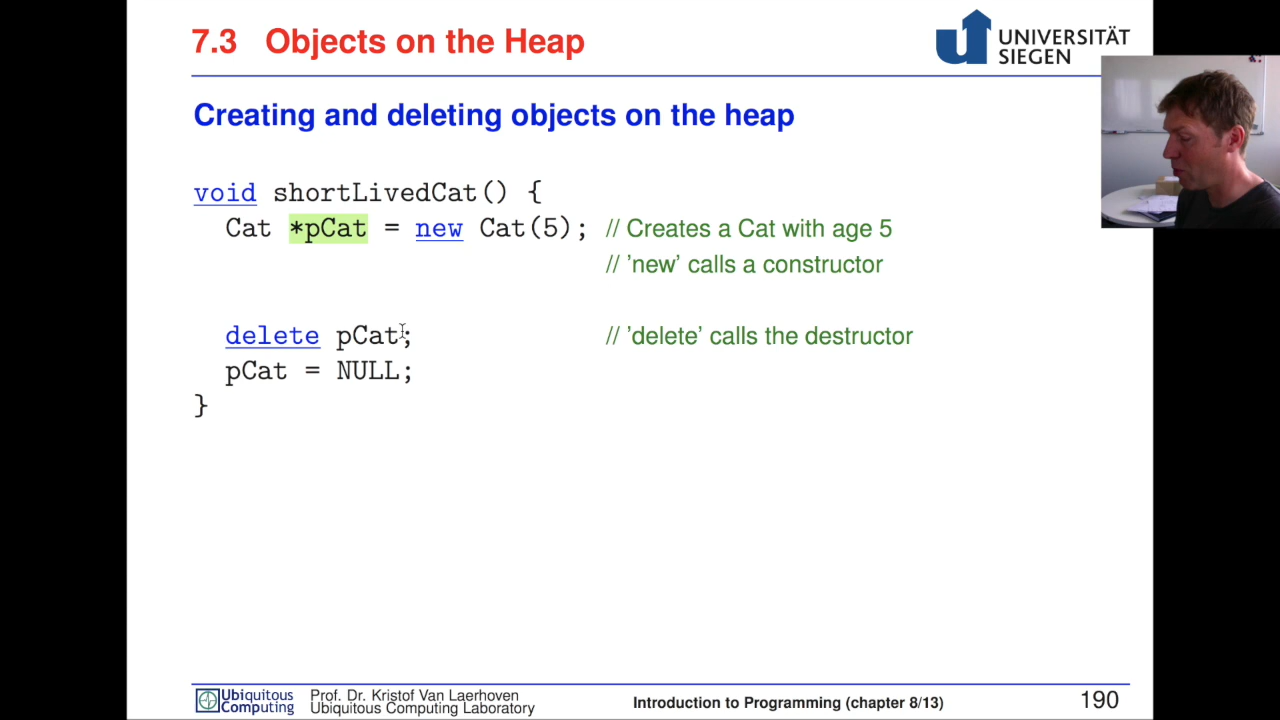 7.3 Objects on the Heap
UNIVERSITÄT
SIEGEN
Creating and deleting objects on the heap
void shortLivedCat() {
Cat *pCat = new Cat(5); // Creates a Cat with age 5
// ’new’ calls a constructor
delete pCat; // ’delete’ calls the destructor
pCat = NULL;
}
Ubiquitous
Computing
Prof. Dr. Kristof Van Laerhoven
Ubiquitous Computing Laboratory
Introduction to Programming (chapter 8/13)
190